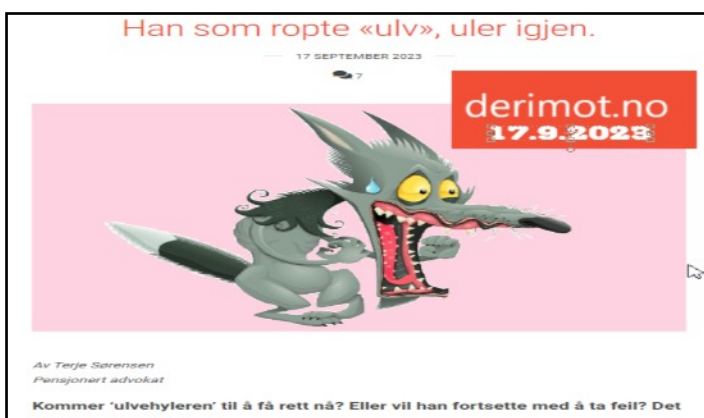 Han som ropte «ulv», uler igjen.
17 SEPTEMBER 2023
7
derimot.no
17.9.2023
Av Terje Sørensen
Pensjonert advokat
Kommer 'ulvehyleren' til å få rett nå? Eller vil han fortsette med å ta feil? Det